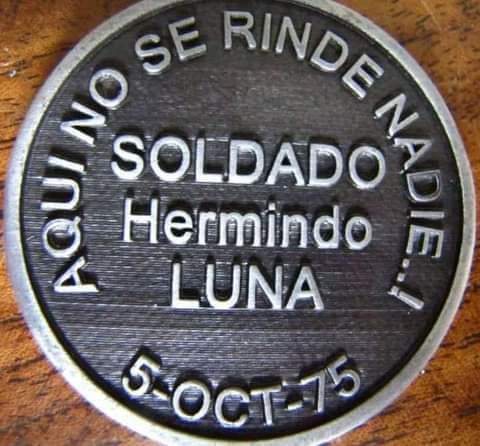 AQUI NO SE RINDE NADIE...!
SOLDADO
Hermindo
LUNA
5-OCT-75